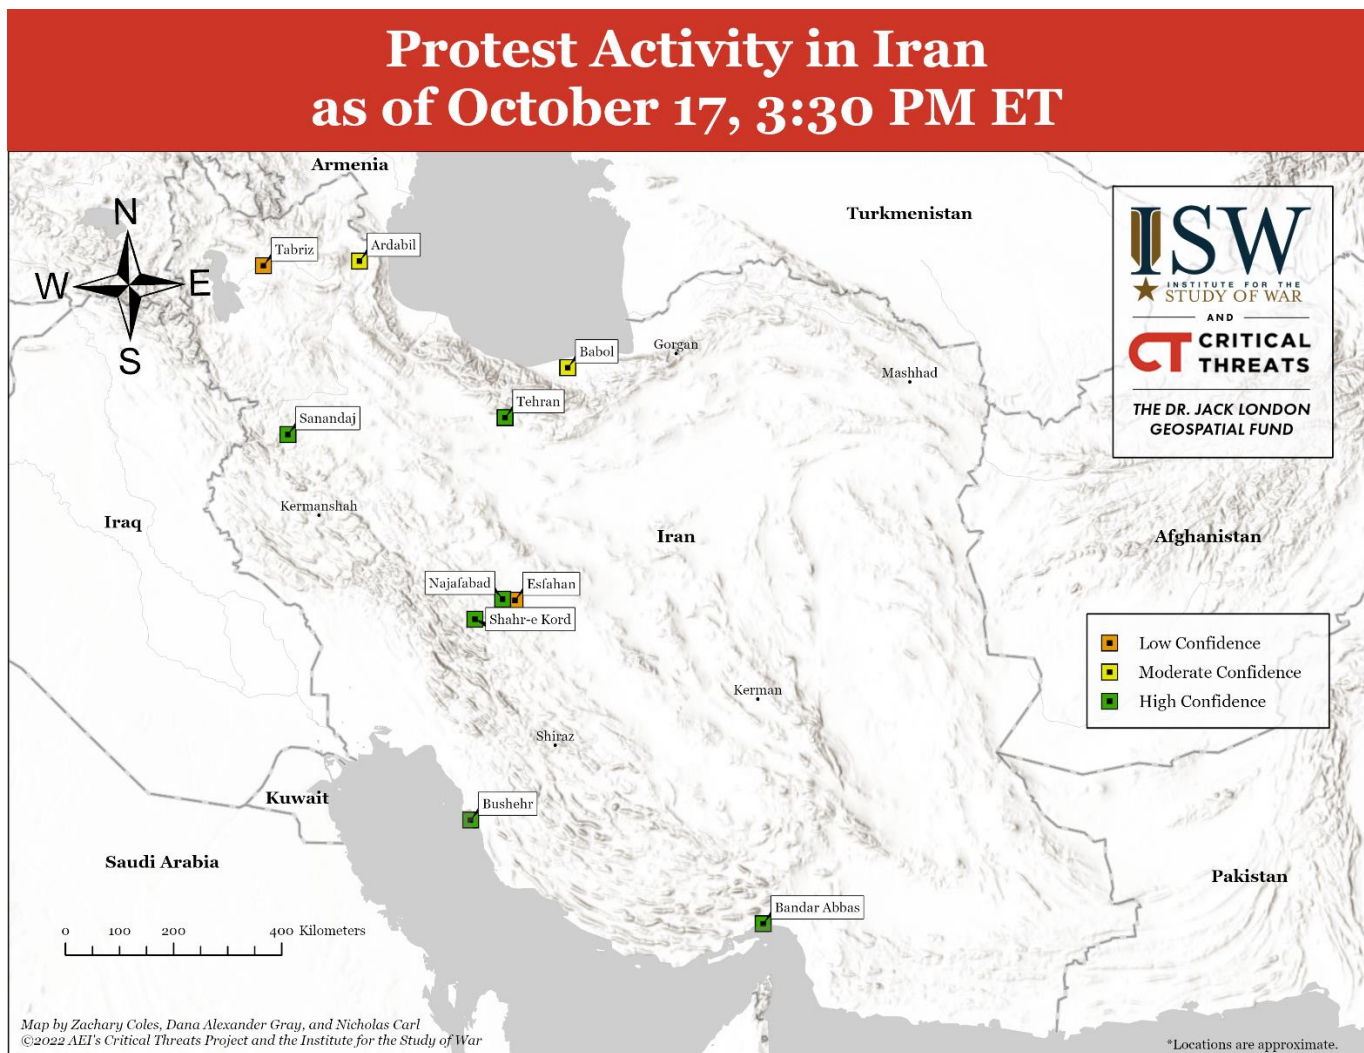 Protest Activity in Iran
as of October 17, 3:30 PM ET
Armenia
Turkmenistan
N
W
E
S
Tabriz
Ardabil
Babol
Gorgan
Mashhad
Tehran
Sanandaj
Kermanshah
Iraq
Iran
Afghanistan
Najafabad
Esfahan
Shahr-e Kord
Kerman
Shiraz
Kuwait
Bushehr
Saudi Arabia
Pakistan
Bandar Abbas
ISW
INSTITUTE FOR THE
STUDY OF WAR
AND
CT CRITICAL
THREATS
THE DR. JACK LONDON
GEOSPATIAL FUND
Low Confidence
Moderate Confidence
High Confidence
0 100 200 400 Kilometers
Map by Zachary Coles, Dana Alexander Gray, and Nicholas Carl
©2022 AEI's Critical Threats Project and the Institute for the Study of War
*Locations are approximate.